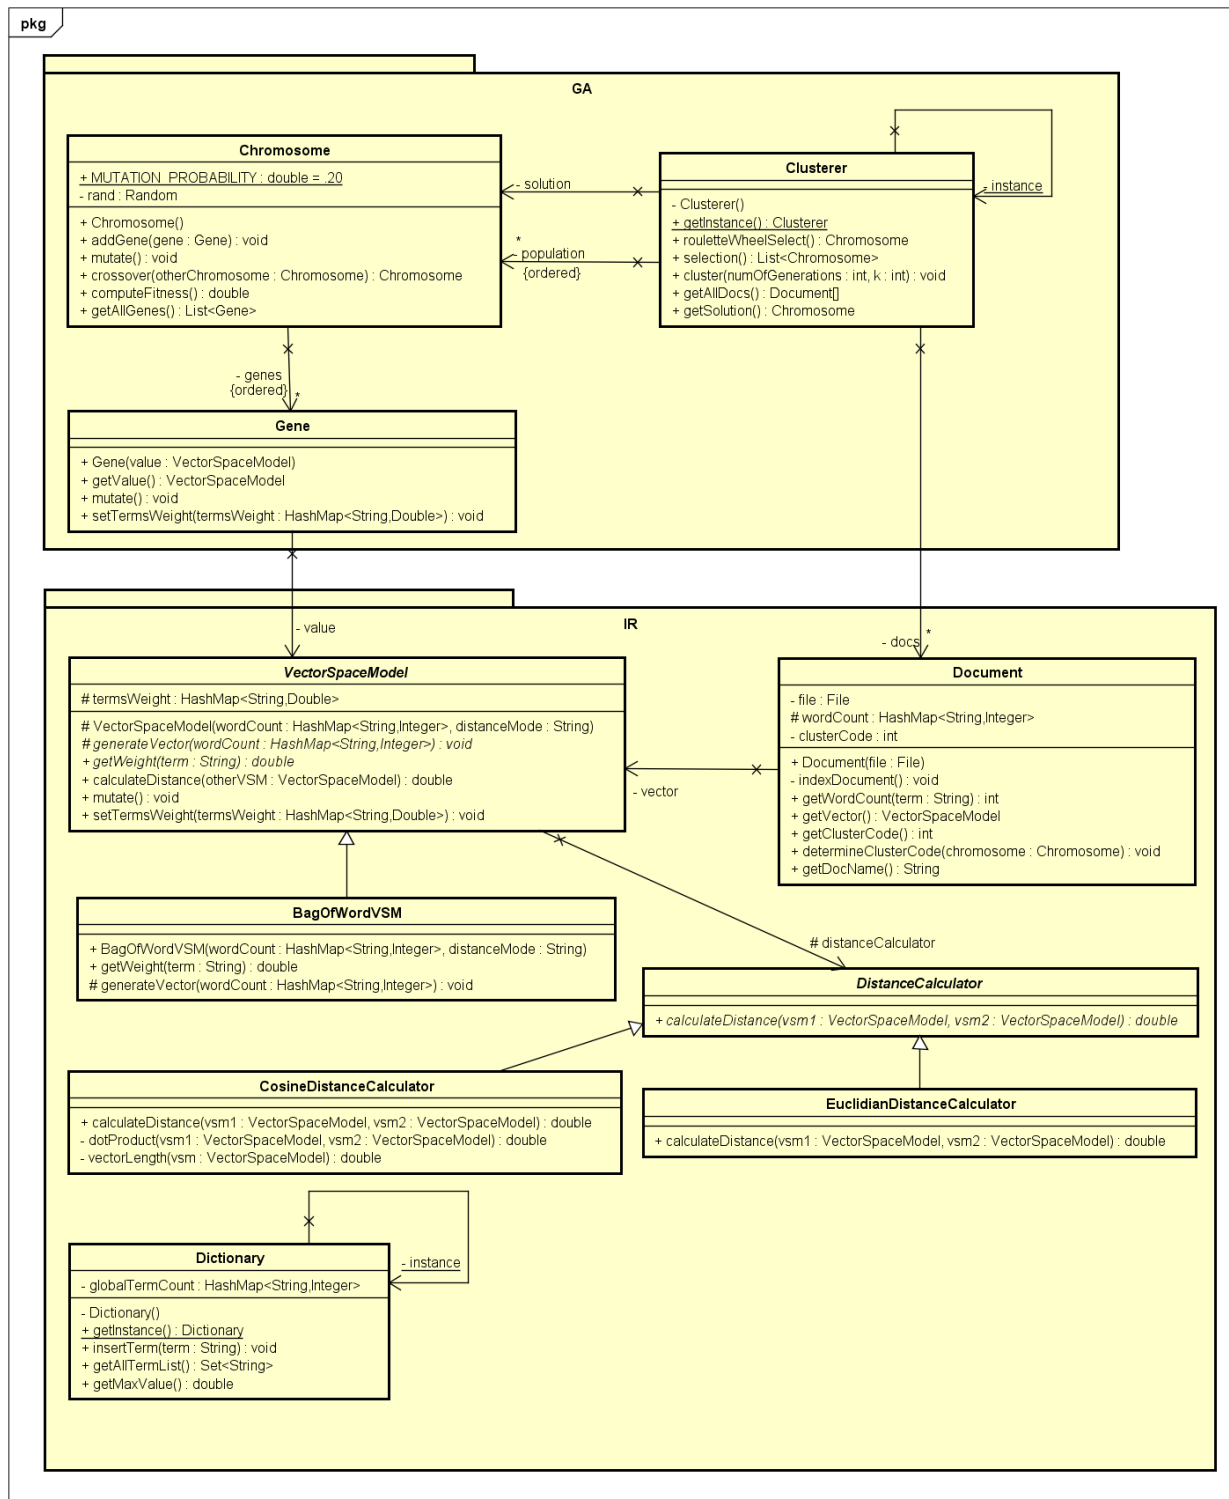 pkg
GA
Chromosome
+ MUTATION_PROBABILITY : double = .20
- rand : Random
+ Chromosome()
+ addGene(gene : Gene) : void
+ mutate() : void
+ crossover(otherChromosome : Chromosome) : Chromosome
+ computeFitness() : double
+ getAllGenes() : List<Gene>
- solution
*
- population
{ordered}
Clusterer
- Clusterer()
+ getInstance() : Clusterer
+ rouletteWheelSelect() : Chromosome
+ selection() : List<Chromosome>
+ cluster(numOfGenerations : int, k : int) : void
+ getAllDocs() : Document[]
+ getSolution() : Chromosome
- instance
- genes
{ordered}
*
Gene
+ Gene(value : VectorSpaceModel)
+ getValue() : VectorSpaceModel
+ mutate() : void
+ setTermsWeight(termsWeight : HashMap<String,Double>) : void
IR
- value
- docs
*
VectorSpaceModel
# termsWeight : HashMap<String,Double>
# VectorSpaceModel(wordCount : HashMap<String,Integer>, distanceMode : String)
# generateVector(wordCount : HashMap<String,Integer>) : void
+ getWeight(term : String) : double
+ calculateDistance(otherVSM : VectorSpaceModel) : double
+ mutate() : void
+ setTermsWeight(termsWeight : HashMap<String,Double>) : void
- vector
Document
- file : File
# wordCount : HashMap<String,Integer>
- clusterCode : int
+ Document(file : File)
- indexDocument() : void
+ getWordCount(term : String) : int
+ getVector() : VectorSpaceModel
+ getClusterCode() : int
+ determineClusterCode(chromosome : Chromosome) : void
+ getDocName() : String
BagOfWordVSM
+ BagOfWordVSM(wordCount : HashMap<String,Integer>, distanceMode : String)
+ getWeight(term : String) : double
# generateVector(wordCount : HashMap<String,Integer>) : void
# distanceCalculator
DistanceCalculator
+ calculateDistance(vsm1 : VectorSpaceModel, vsm2 : VectorSpaceModel) : double
CosineDistanceCalculator
+ calculateDistance(vsm1 : VectorSpaceModel, vsm2 : VectorSpaceModel) : double
- dotProduct(vsm1 : VectorSpaceModel, vsm2 : VectorSpaceModel) : double
- vectorLength(vsm : VectorSpaceModel) : double
EuclidianDistanceCalculator
+ calculateDistance(vsm1 : VectorSpaceModel, vsm2 : VectorSpaceModel) : double
Dictionary
- globalTermCount : HashMap<String,Integer>
- Dictionary()
+ getInstance() : Dictionary
+ insertTerm(term : String) : void
+ getAllTermList() : Set<String>
+ getMaxValue() : double
- instance